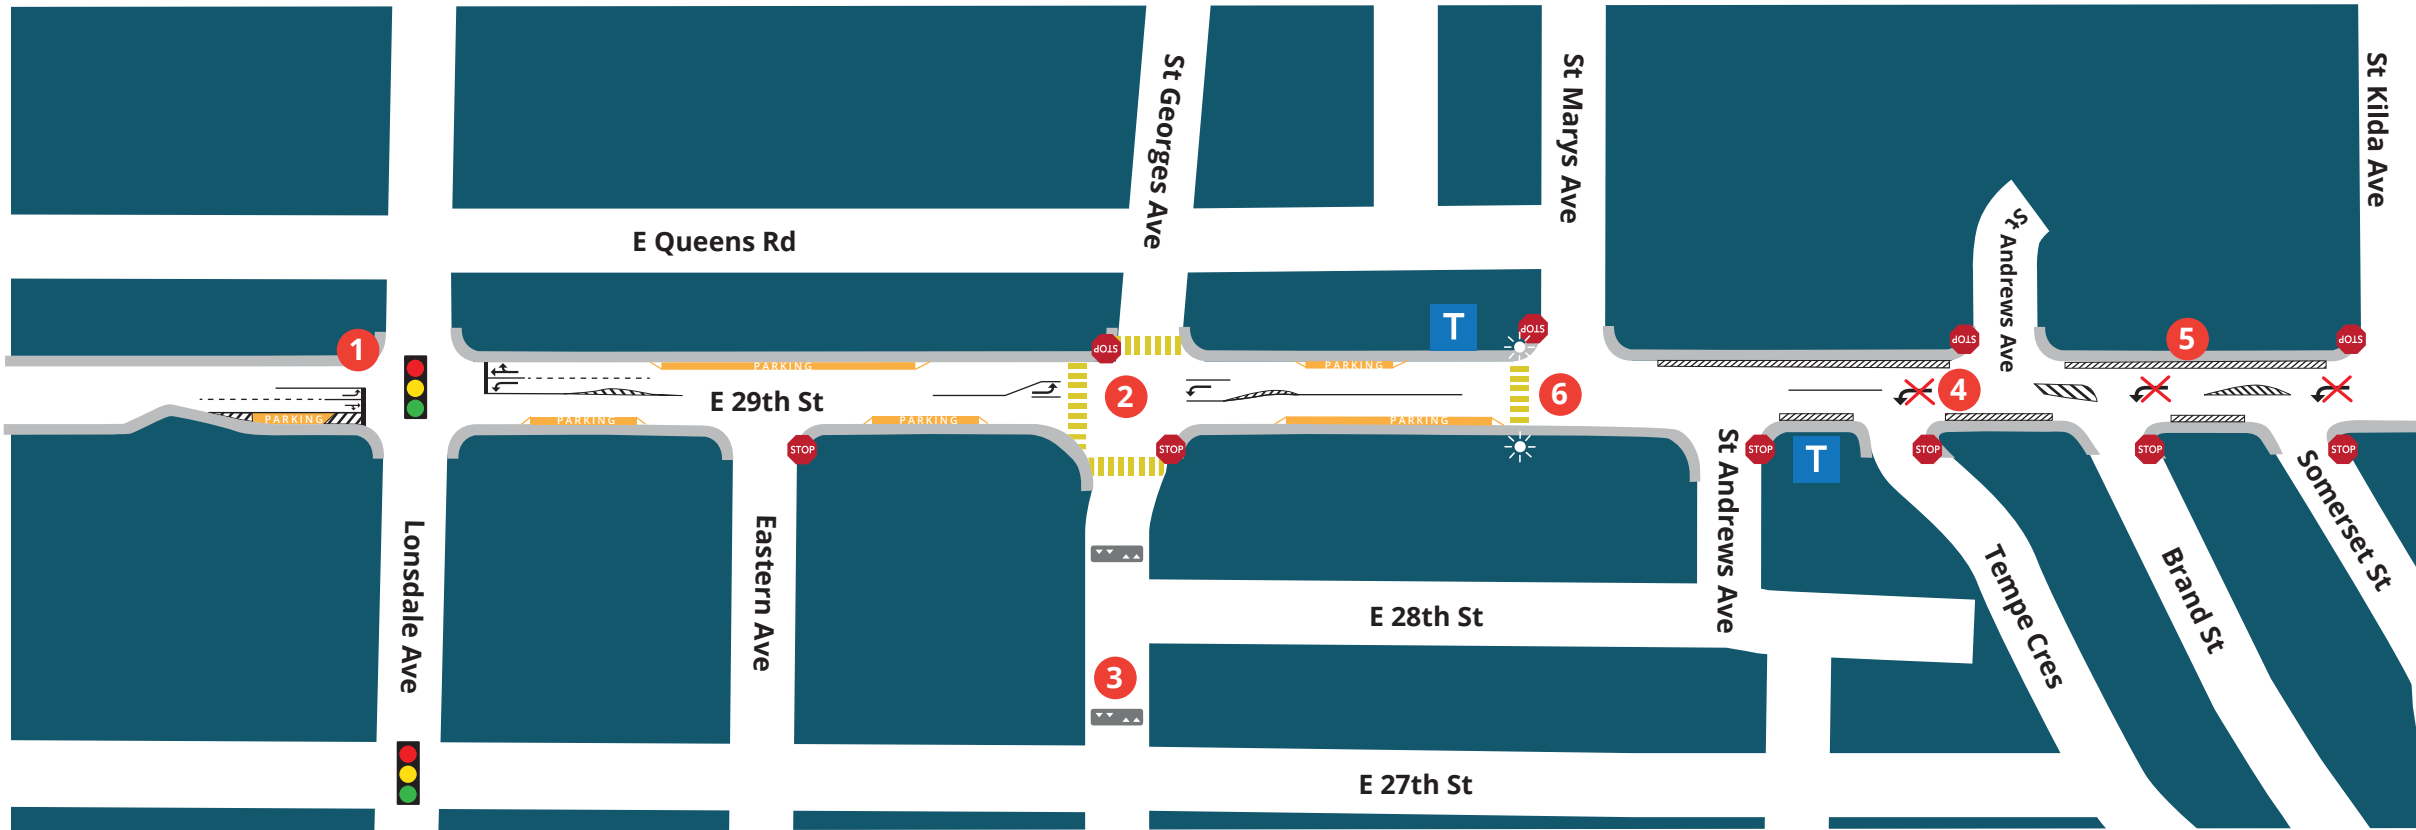 St Georges Ave
St Marys Ave
St Kilda Ave
E Queens Rd
St Andrews Ave
T
STOP
STOP
STOP
STOP
1
5
PARKING
PARKING
E 29th St
2
6
4
PARKING
PARKING
PARKING
PARKING
STOP
STOP
STOP
T
STOP
STOP
STOP
Lonsdale Ave
Eastern Ave
St Andrews Ave
Tempe Cres
Brand St
Somerset St
E 28th St
3
E 27th St